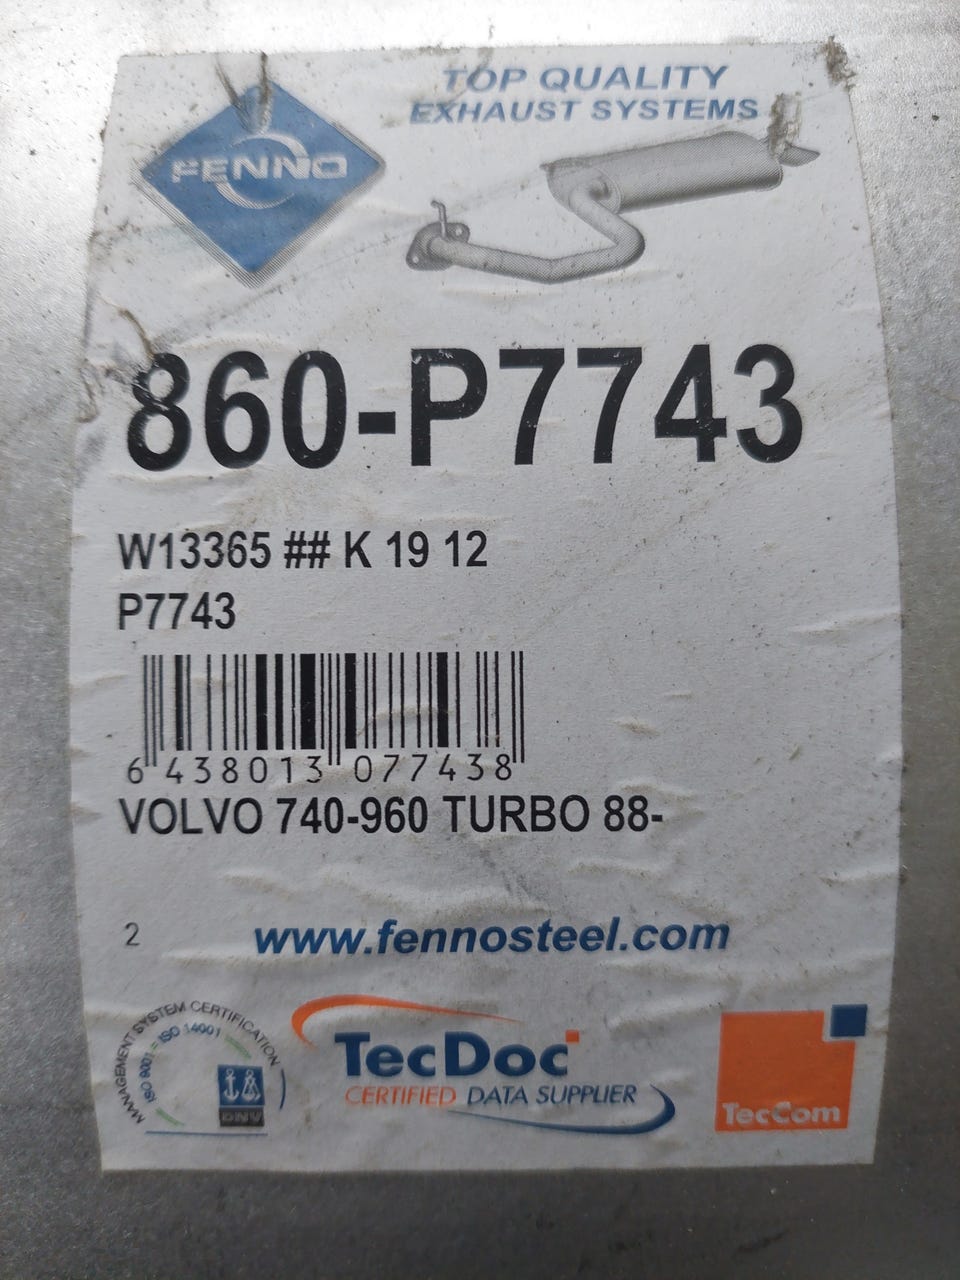 TOP QUALITY
EXHAUST SYSTEMS
FENNO
860-P7743
W13365 ## K 19 12
P7743
6 438013 077438
VOLVO 740-960 TURBO 88-
2
www.fennosteel.com
MANAGEMENT SYSTEM CERTIFICATION
ISO 9001 = ISO 14001
DNV
TecDoc
CERTIFIED DATA SUPPLIER
TecCom